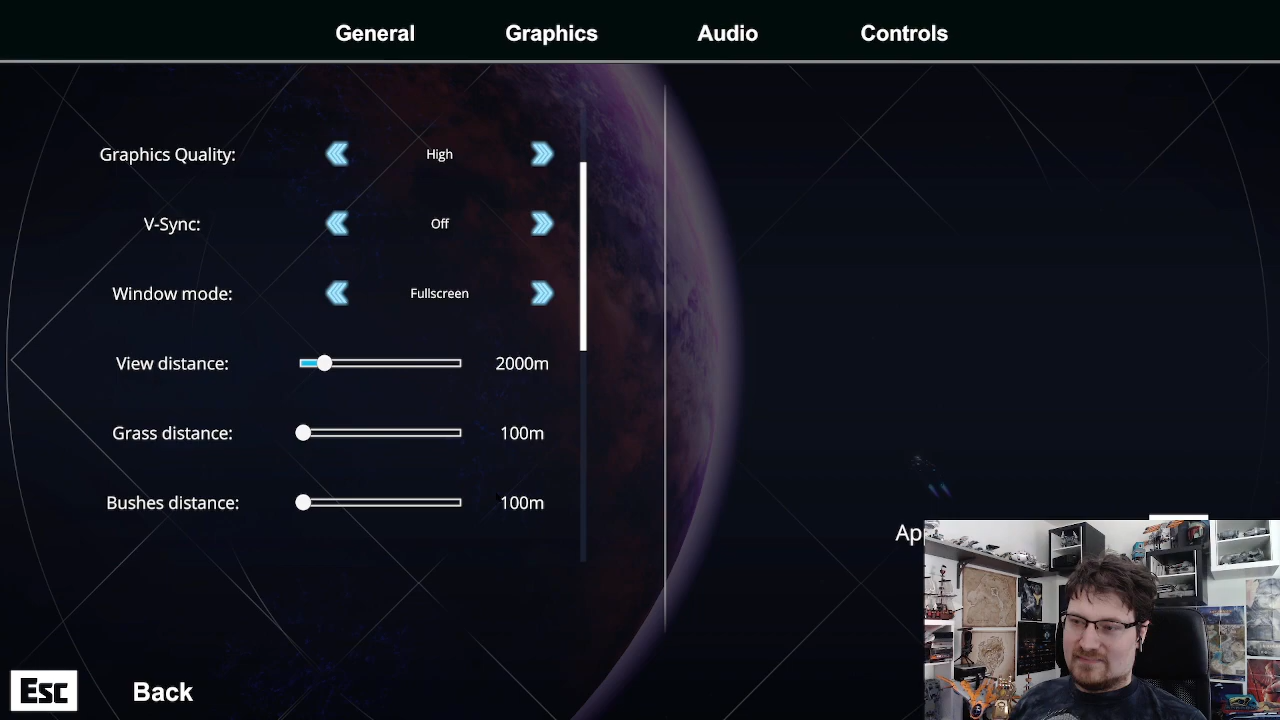 General Graphics Audio Controls
Graphics Quality: High
V-Sync: Off
Window mode: Fullscreen
View distance: 2000m
Grass distance: 100m
Bushes distance: 100m
Ap
Esc Back